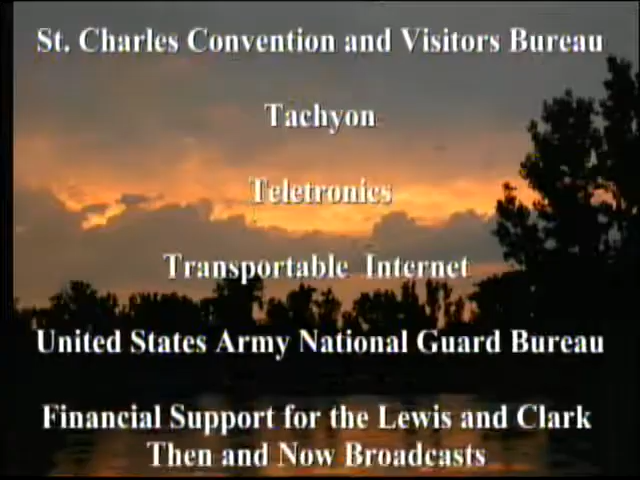 St. Charles Convention and Visitors Bureau
Tachyon
Teletronics
Transportable Internet
United States Army National Guard Bureau
Financial Support for the Lewis and Clark
Then and Now Broadcasts